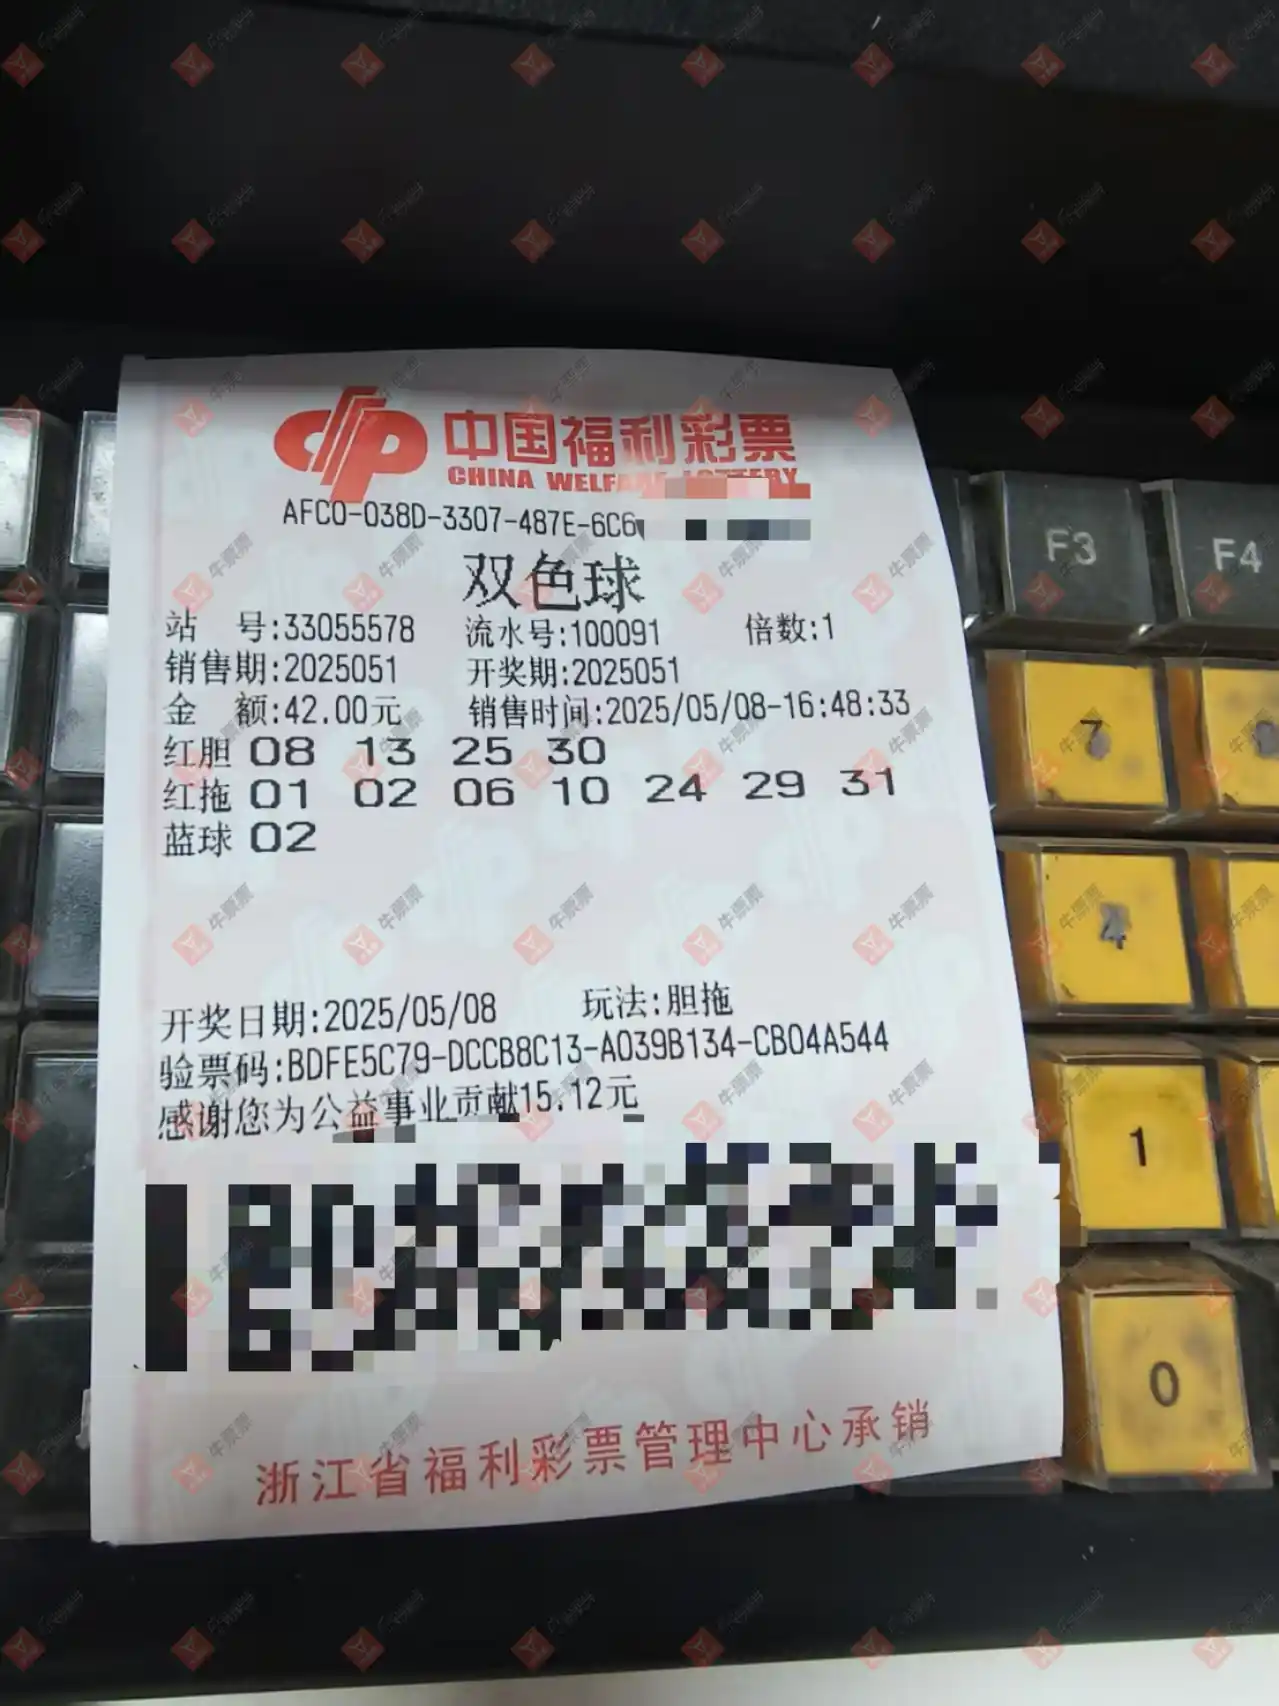 中国福利彩票
CHINA WELFARE LOTTERY
AFC0-038D-3307-487E-6C6
双色球
站 号:33055578 流水号:100091 倍数:1
销售期:2025051 开奖期:2025051
金 额:42.00元 销售时间:2025/05/08-16:48:33
红胆 08 13 25 30
红拖 01 02 06 10 24 29 31
蓝球 02
开奖日期:2025/05/08 玩法:胆拖
验票码:BDFE5C79-DCCB8C13-A039B134-CB04A544
感谢您为公益事业贡献15.12元
浙江省福利彩票管理中心承销
F3
F4
7
4
1
0
牛票票